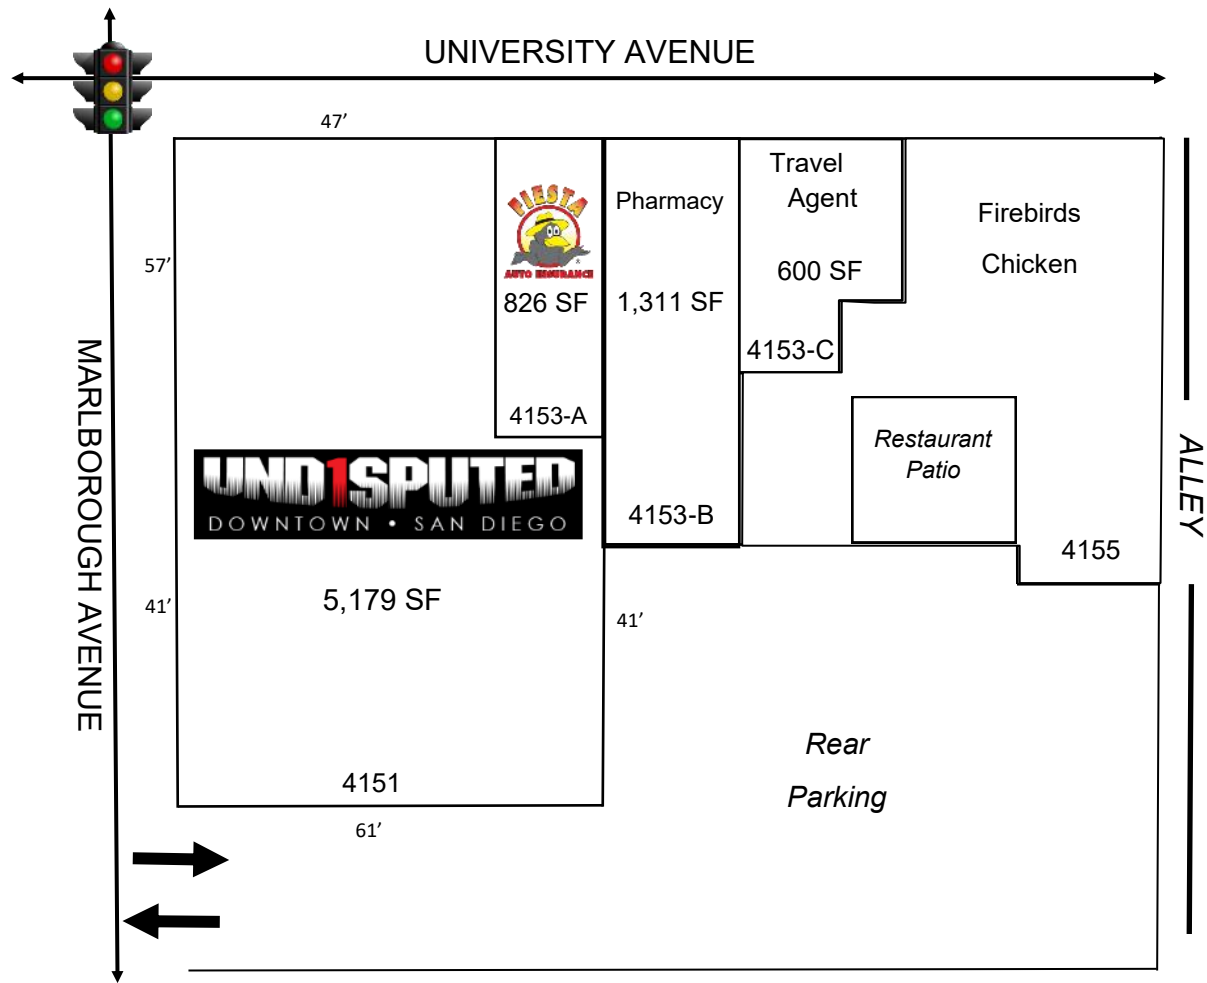 UNIVERSITY AVENUE
47’
FIESTA
AUTO INSURANCE
®
826 SF
4153-A
Pharmacy
1,311 SF
4153-B
Travel
Agent
600 SF
4153-C
Firebirds
Chicken
Restaurant
Patio
4155
57’
MARLBOROUGH AVENUE
ALLEY
UND1SPUTED
DOWNTOWN • SAN DIEGO
5,179 SF
41’
41’
4151
61’
Rear
Parking